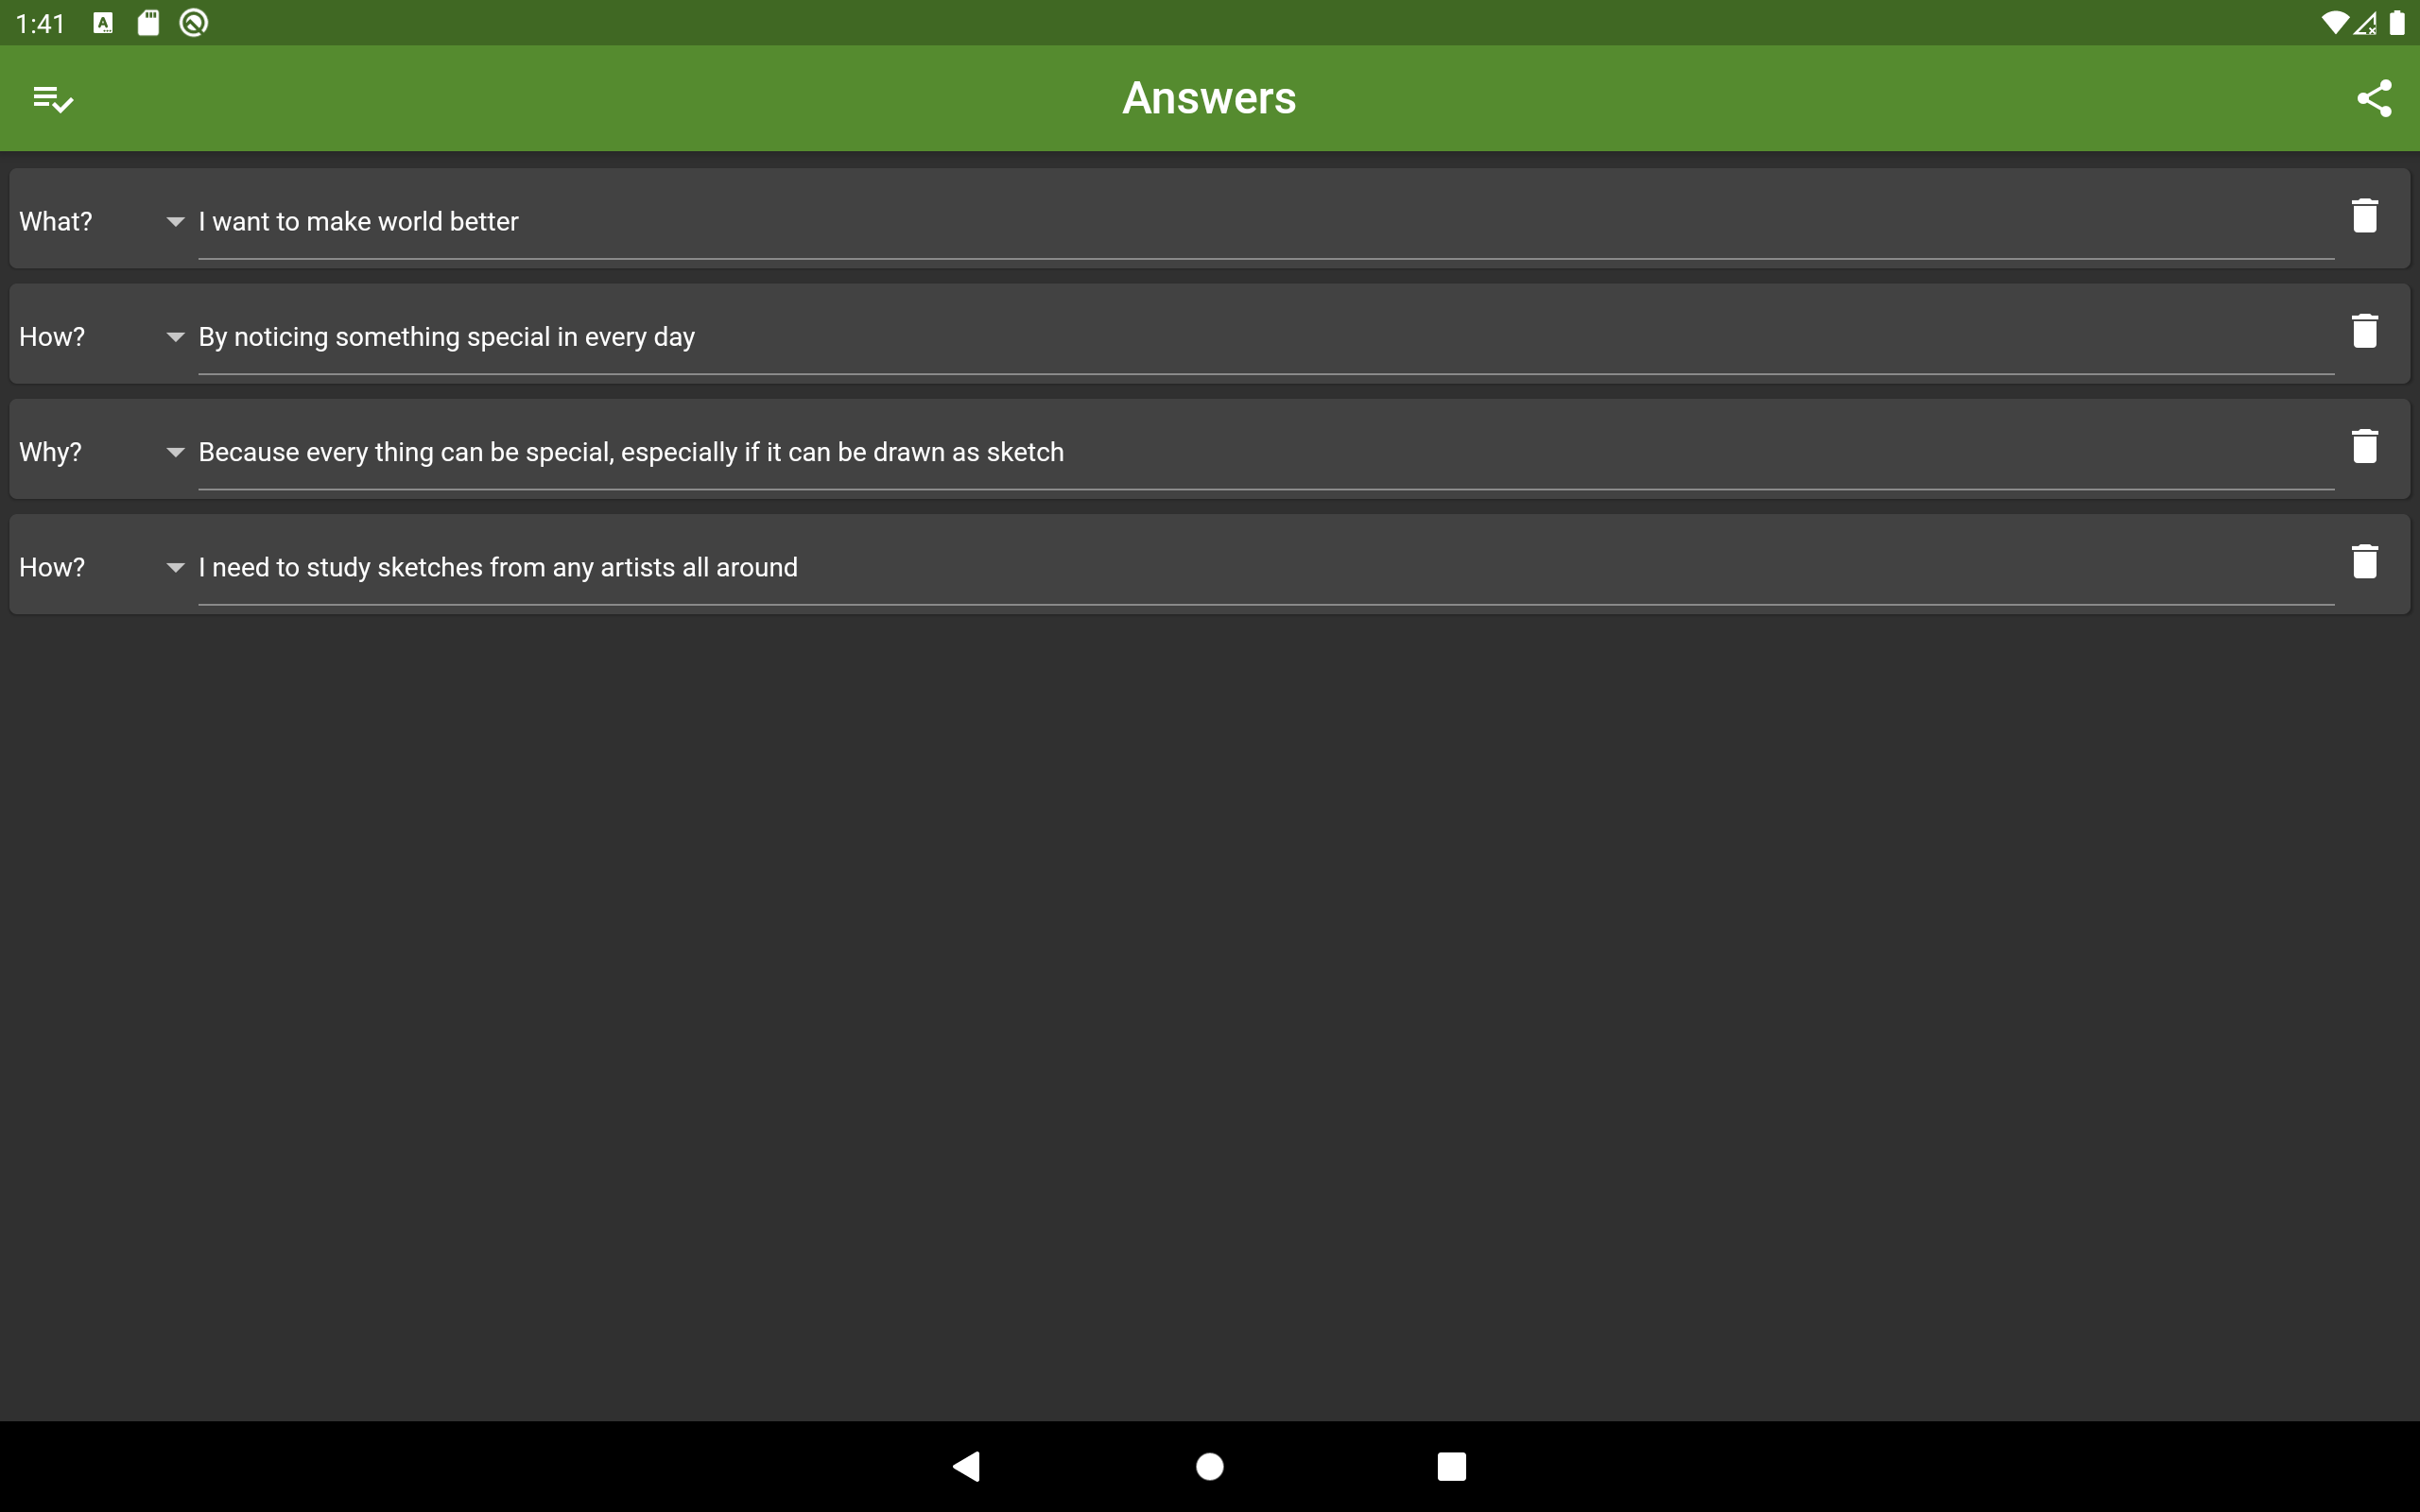 1:41
Answers
What? I want to make world better
How? By noticing something special in every day
Why? Because every thing can be special, especially if it can be drawn as sketch
How? I need to study sketches from any artists all around